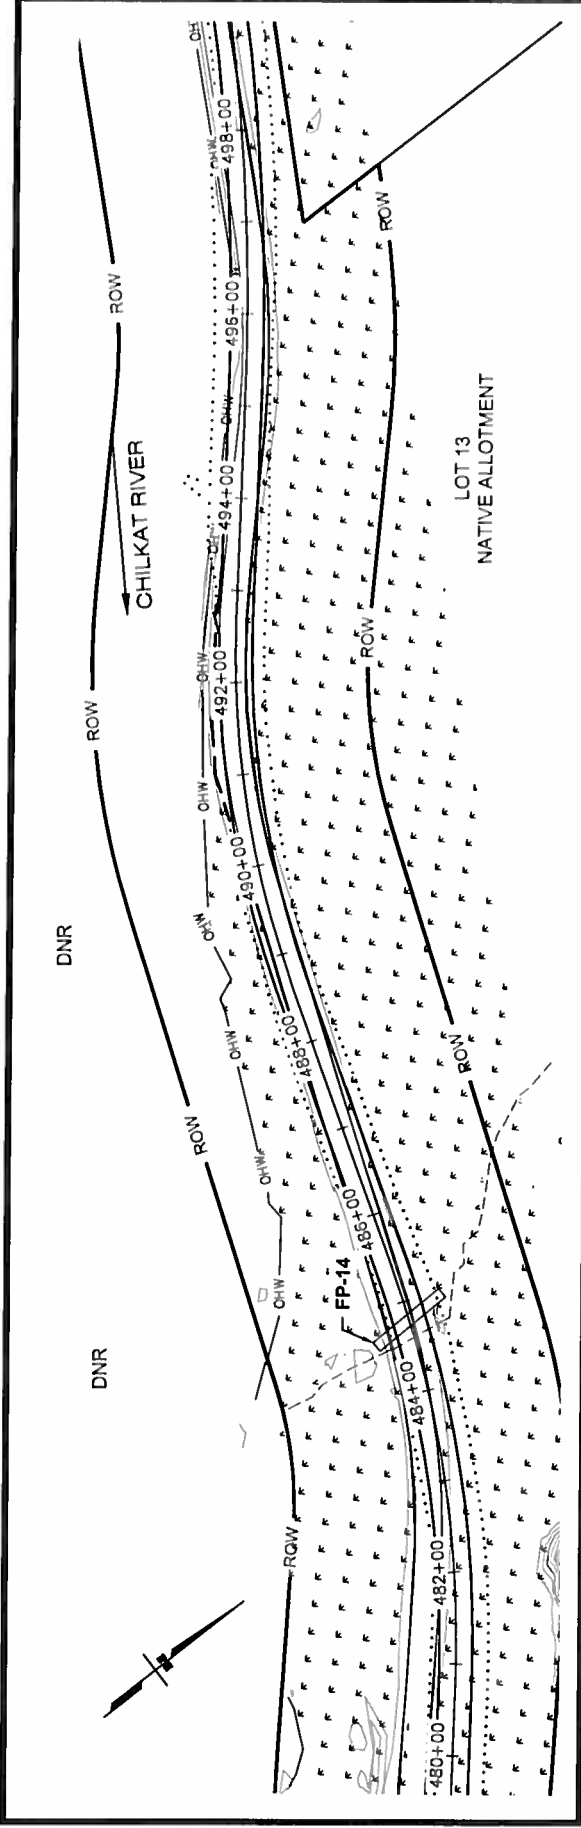 DNR
DNR
ROW
ROW
ROW
ROW
CHILKAT RIVER
OHW
OHW
OHW
OHW
OHW
OHW
OHW
OHW
OHW
OH
OH
480+00
482+00
484+00
486+00
488+00
490+00
492+00
494+00
496+00
498+00
FP-14
ROW
ROW
ROW
LOT 13
NATIVE ALLOTMENT